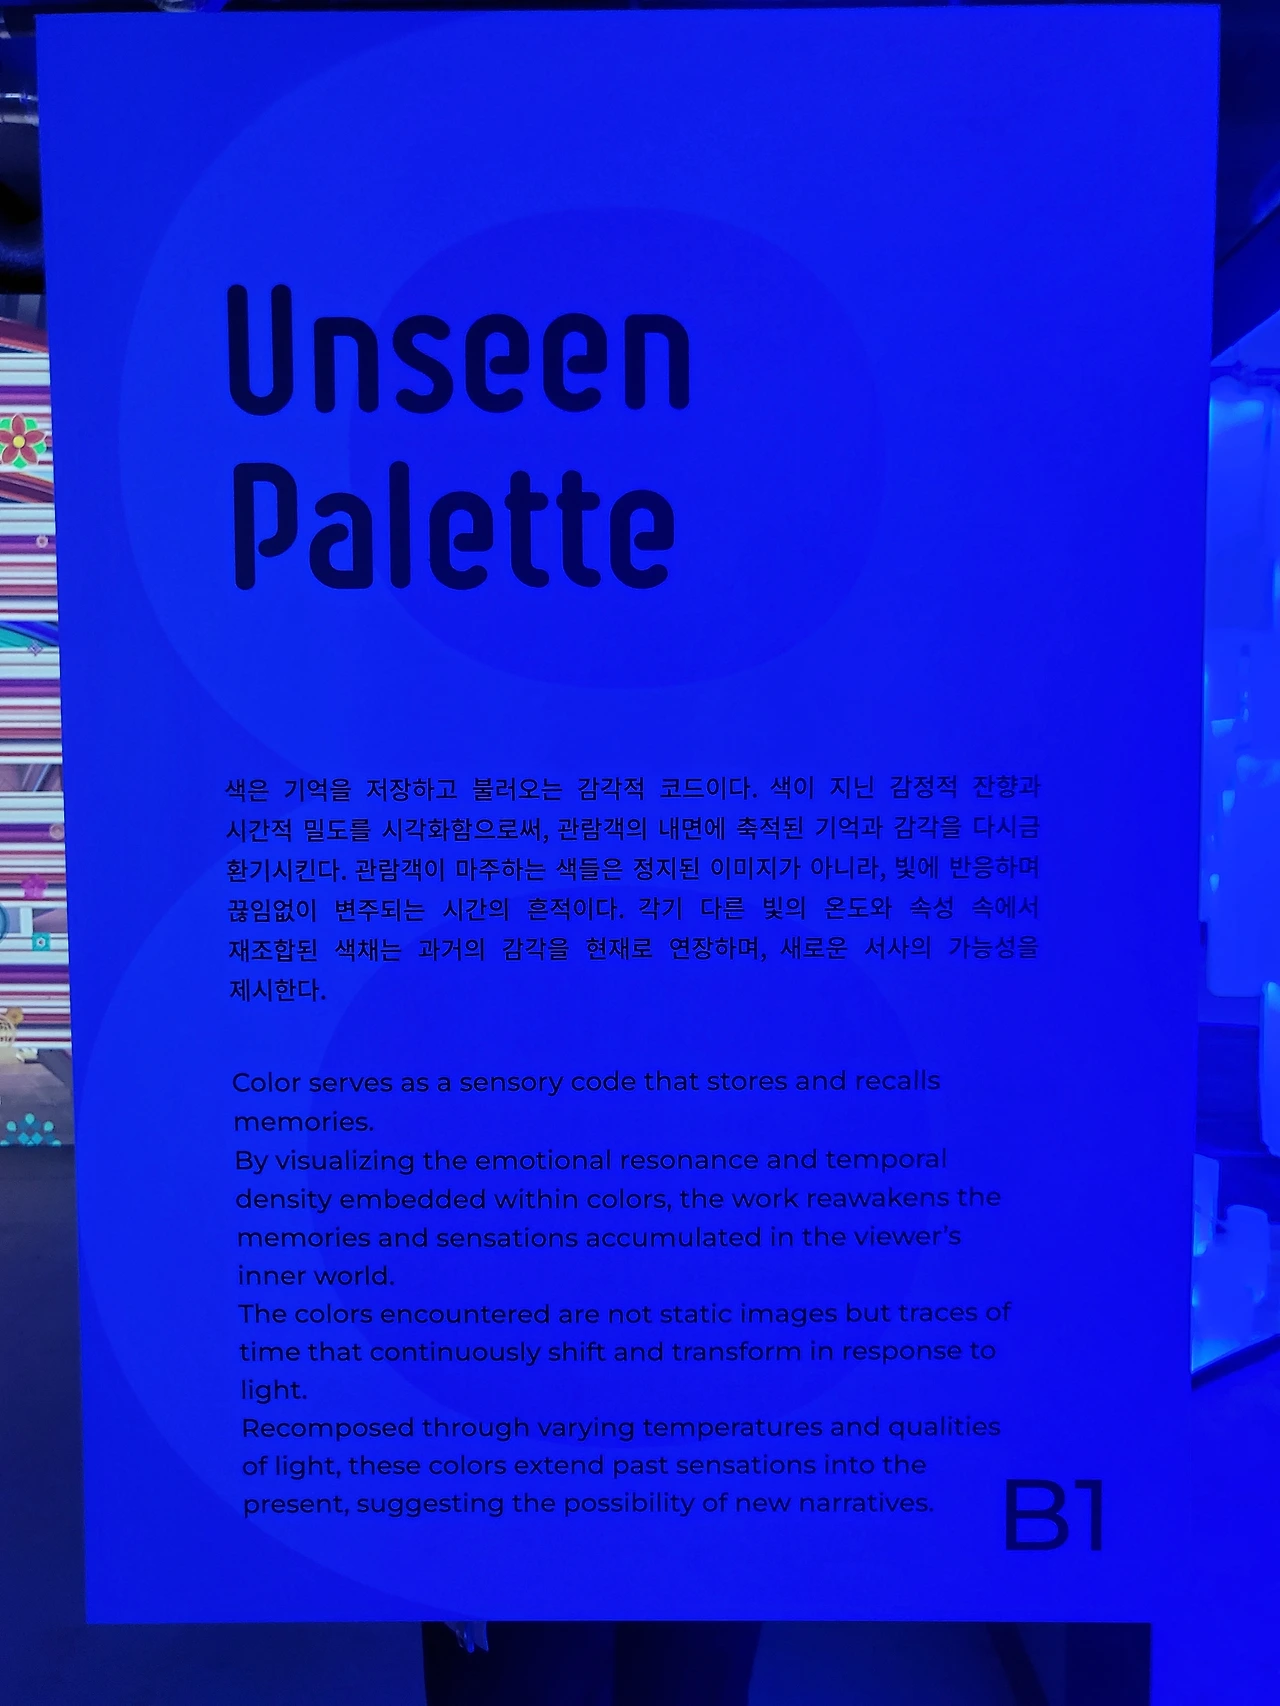 Unseen
Palette
색은 기억을 저장하고 불러오는 감각적 코드이다. 색이 지닌 감정적 잔향과
시간적 밀도를 시각화함으로써, 관람객의 내면에 축적된 기억과 감각을 다시금
환기시킨다. 관람객이 마주하는 색들은 정지된 이미지가 아니라, 빛에 반응하며
끊임없이 변주되는 시간의 흔적이다. 각기 다른 빛의 온도와 속성 속에서
재조합된 색채는 과거의 감각을 현재로 연장하며, 새로운 서사의 가능성을
제시한다.
Color serves as a sensory code that stores and recalls
memories.
By visualizing the emotional resonance and temporal
density embedded within colors, the work reawakens the
memories and sensations accumulated in the viewer's
inner world.
The colors encountered are not static images but traces of
time that continuously shift and transform in response to
light.
Recomposed through varying temperatures and qualities
of light, these colors extend past sensations into the
present, suggesting the possibility of new narratives.
B1